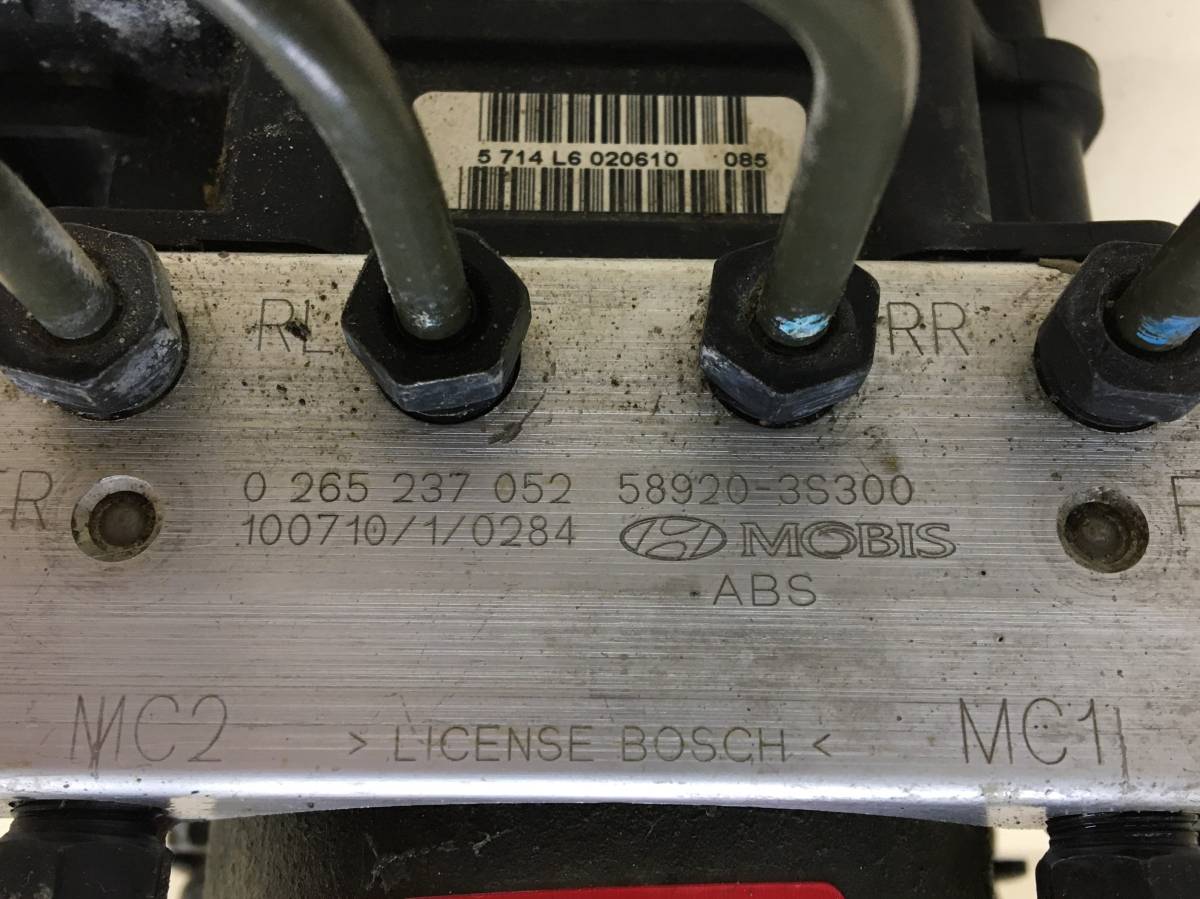 5 714 L6 020610 085
RL RR
FR 0 265 237 052 58920-3S300 F
100710/1/0284 MOBIS
ABS
MC2 > LICENSE BOSCH < MC1